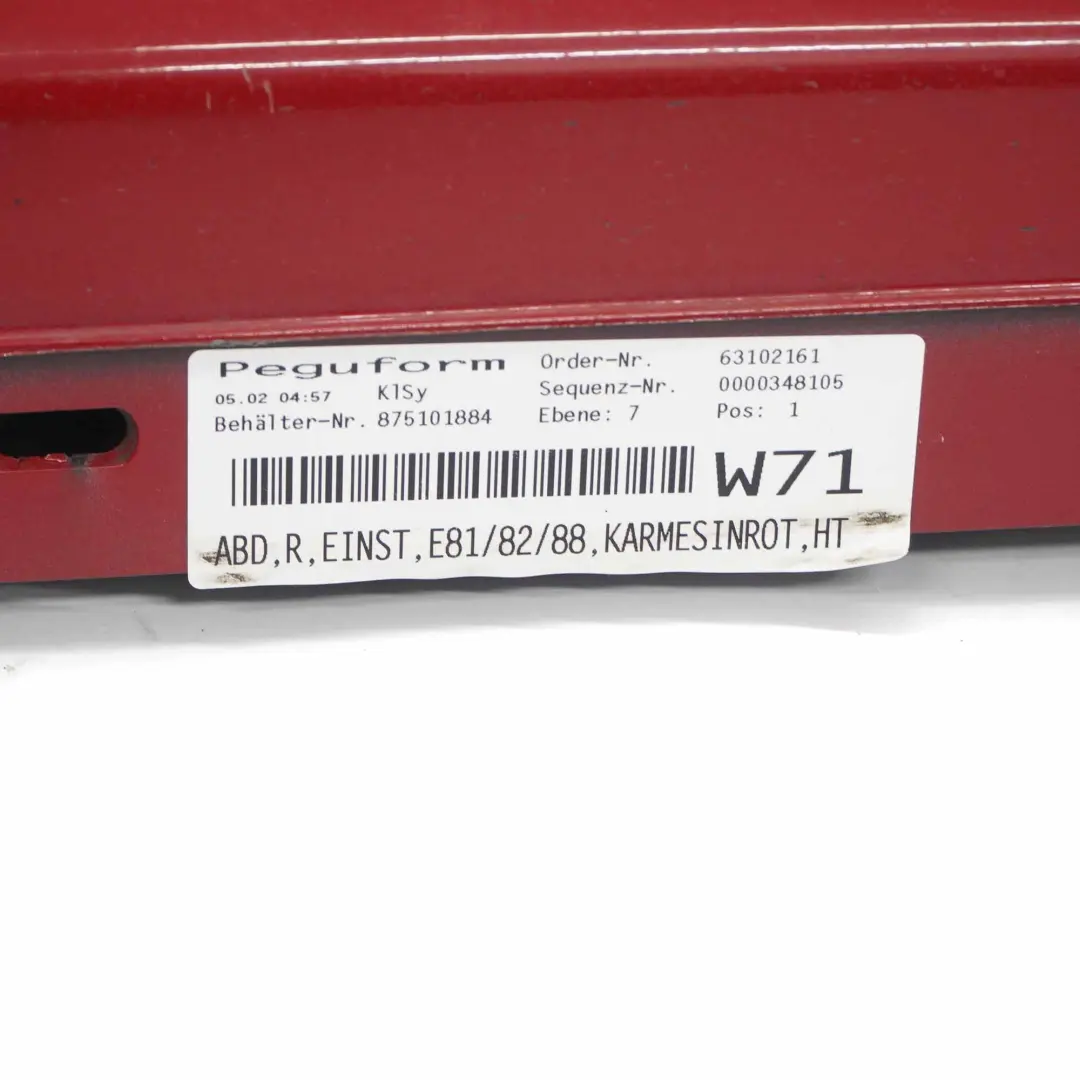 Peguform Order-Nr. 63102161
05.02 04:57 KlSy Sequenz-Nr. 0000348105
Behälter-Nr. 875101884 Ebene: 7 Pos: 1
W71
ABD,R,EINST,E81/82/88,KARMESINROT,HT